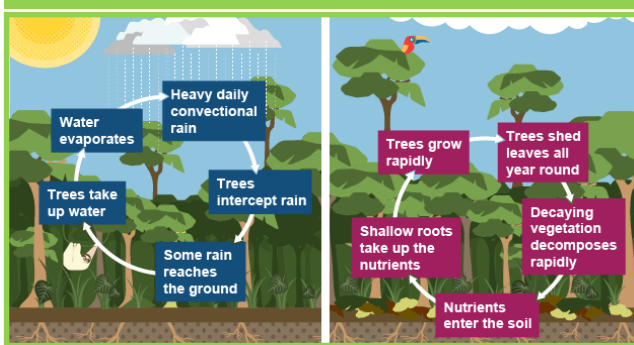 Heavy daily
convectional
rain
Trees
intercept rain
Some rain
reaches
the ground
Trees take
up water
Water
evaporates
Trees grow
rapidly
Trees shed
leaves all
year round
Decaying
vegetation
decomposes
rapidly
Nutrients
enter the soil
Shallow roots
take up the
nutrients